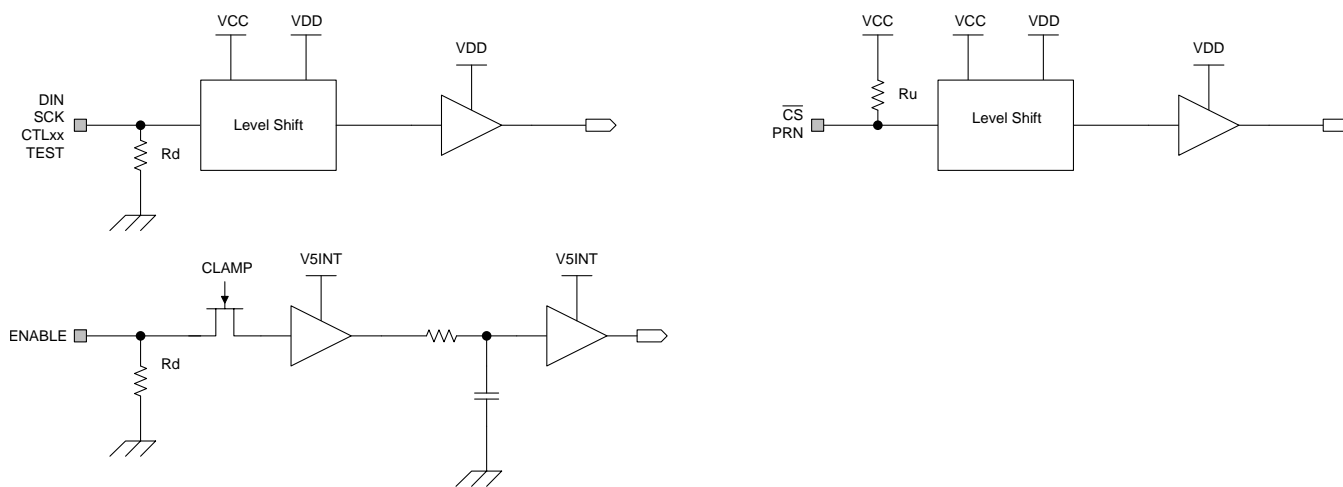 VCC
VDD
VDD
DIN
SCK
CTLxx
TEST
Level Shift
Rd
VCC
VCC
VDD
VDD
Ru
CS
PRN
Level Shift
CLAMP
V5INT
V5INT
ENABLE
Rd